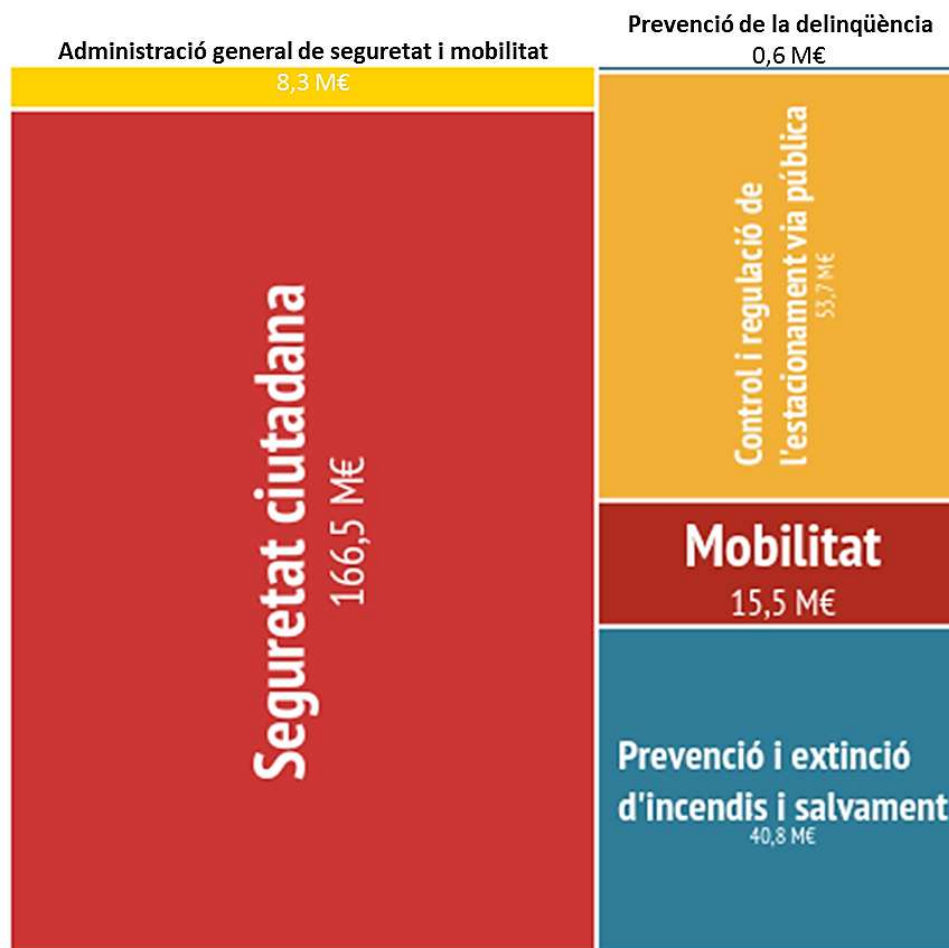 Administració general de seguretat i mobilitat
8,3 M€
Seguretat ciutadana
166,5 M€
Prevenció de la delinqüència
0,6 M€
Control i regulació de
l'estacionament via pública
53,7 M€
Mobilitat
15,5 M€
Prevenció i extinció
d'incendis i salvament
40,8 M€